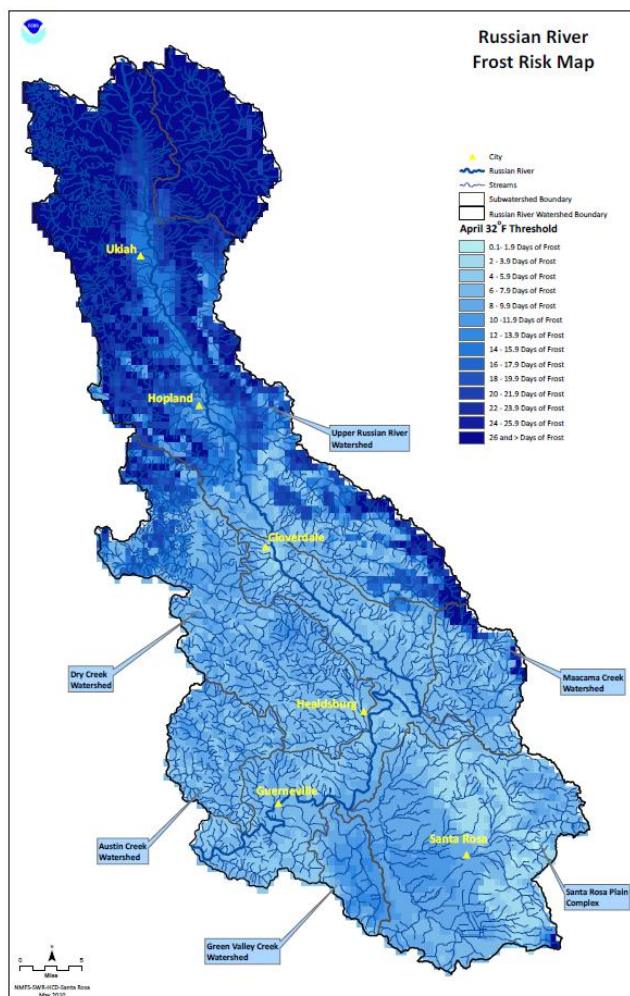 Russian River
Frost Risk Map
City
Russian River
Streams
Subwatershed Boundary
Russian River Watershed Boundary
April 32°F Threshold
0.1- 1.9 Days of Frost
2 - 3.9 Days of Frost
4 - 5.9 Days of Frost
6 - 7.9 Days of Frost
8 - 9.9 Days of Frost
10 -11.9 Days of Frost
12 - 13.9 Days of Frost
14 - 15.9 Days of Frost
16 - 17.9 Days of Frost
18 - 19.9 Days of Frost
20 - 21.9 Days of Frost
22 - 23.9 Days of Frost
24 - 25.9 Days of Frost
26 and > Days of Frost
Ukiah
Hopland
Upper Russian River
Watershed
Cloverdale
Dry Creek
Watershed
Maacama Creek
Watershed
Healdsburg
Guerneville
Austin Creek
Watershed
Santa Rosa
Santa Rosa Plain
Complex
Green Valley Creek
Watershed
0
5
Miles
NMFS-SWR-HCD-Santa Rosa
May 2010